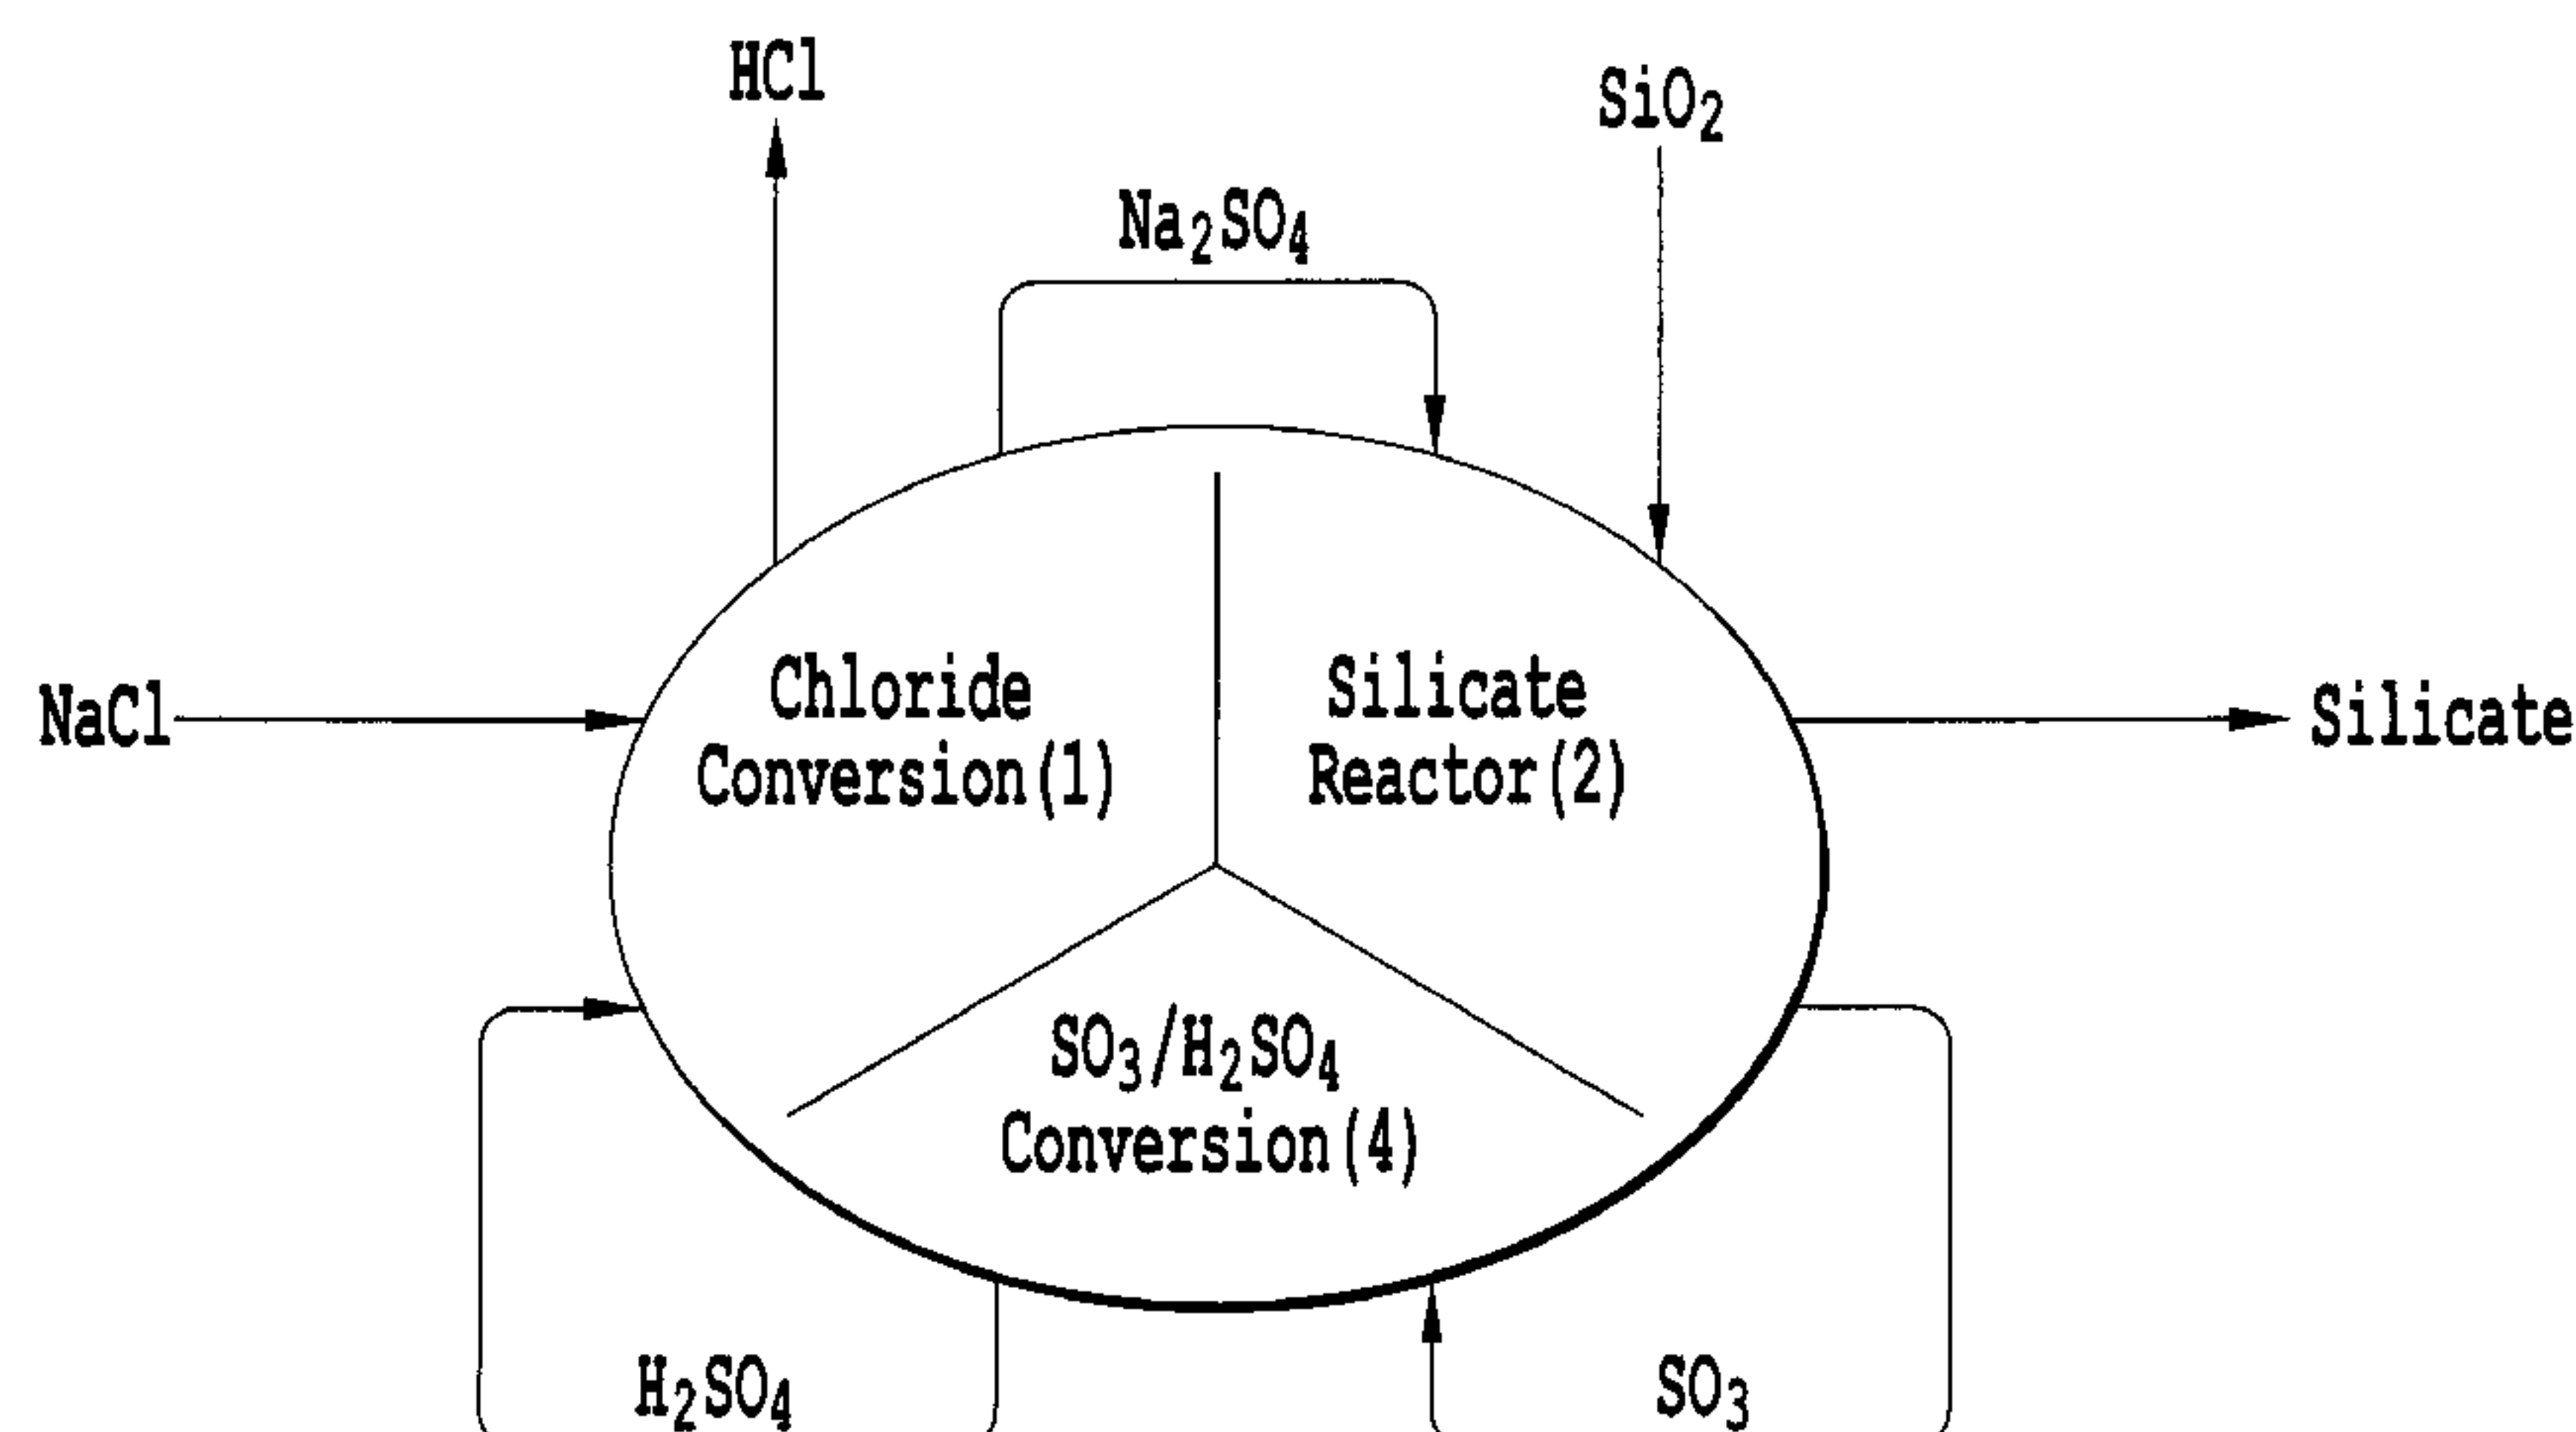 HCl
SiO₂
Na₂SO₄
Chloride
Conversion(1)
Silicate
Reactor(2)
NaCl
Silicate
SO₃/H₂SO₄
Conversion(4)
H₂SO₄
SO₃